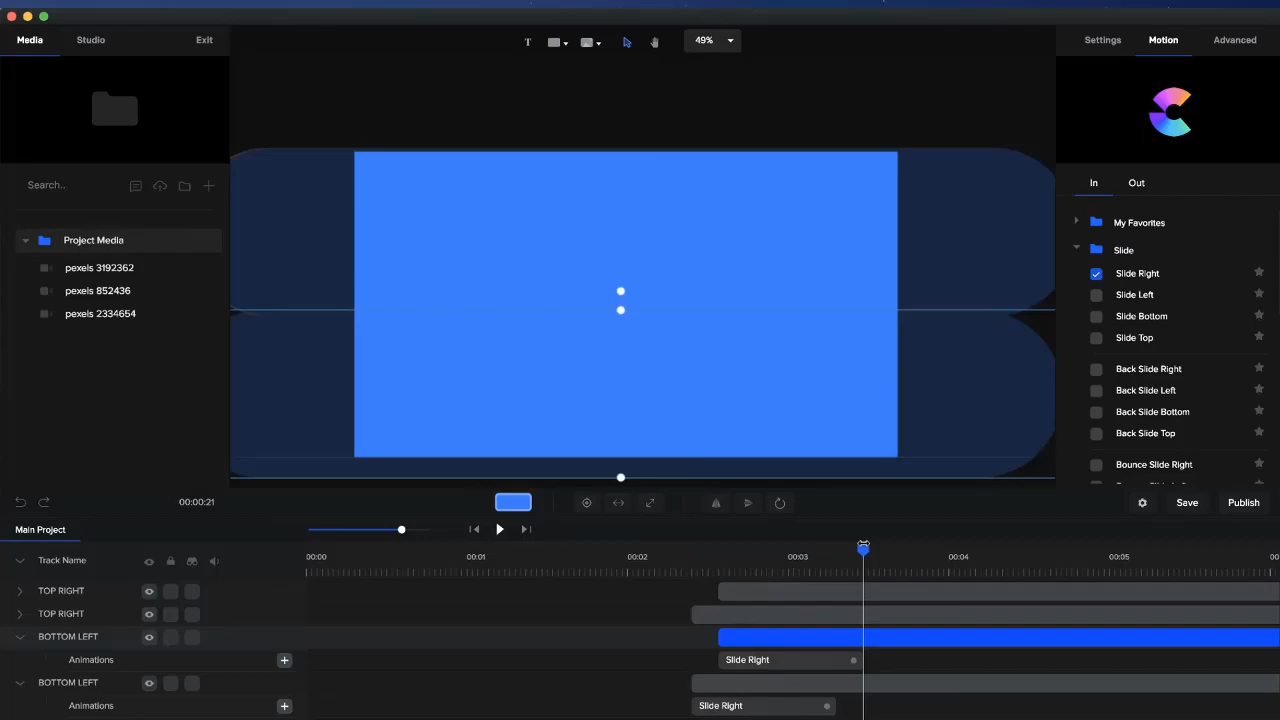 Media Studio Exit
T 49%
Settings Motion Advanced
Search..
In Out
My Favorites
Project Media
Slide
pexels 3192362
Slide Right
pexels 852436
Slide Left
pexels 2334654
Slide Bottom
Slide Top
Back Slide Right
Back Slide Left
Back Slide Bottom
Back Slide Top
Bounce Slide Right
00:00:21
Save Publish
Main Project
Track Name 00:00 00:01 00:02 00:03 00:04 00:05
TOP RIGHT
TOP RIGHT
BOTTOM LEFT
Animations Slide Right
BOTTOM LEFT
Animations Slide Right